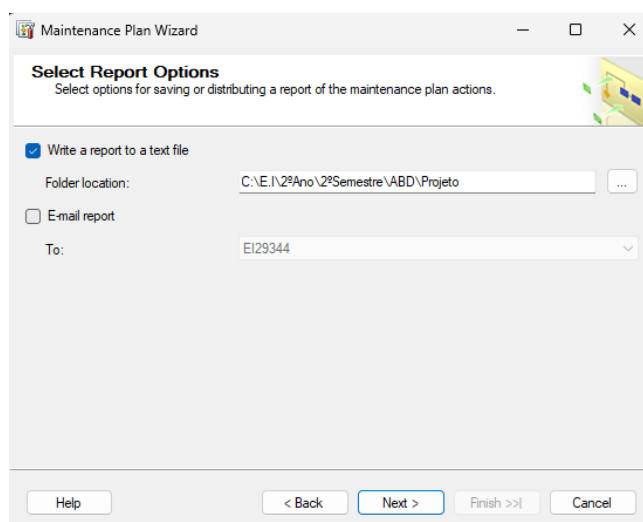 Maintenance Plan Wizard
Select Report Options
Select options for saving or distributing a report of the maintenance plan actions.
Write a report to a text file
Folder location: C:\E.I\2ºAno\2ºSemestre\ABD\Projeto ...
E-mail report
To: EI29344
Help < Back Next > Finish >>| Cancel